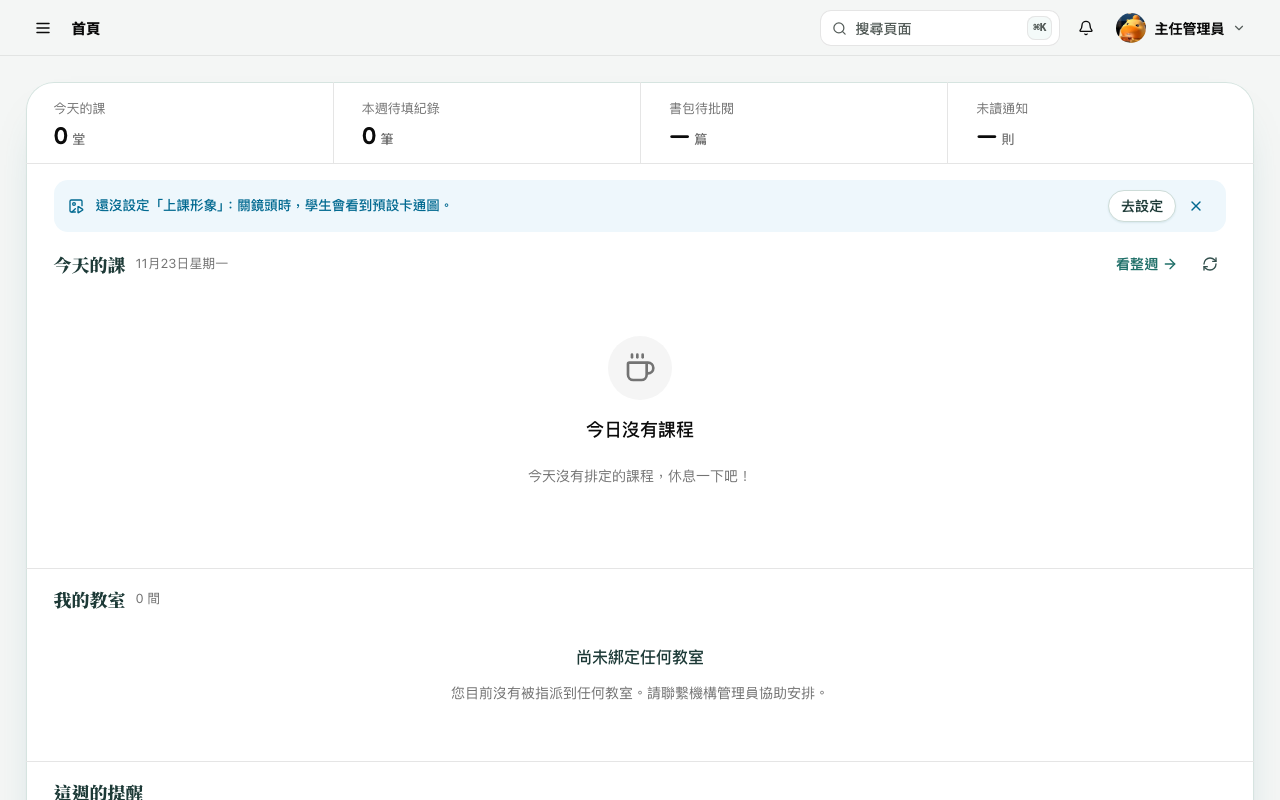 首頁
搜尋頁面
⌘K
主任管理員
今天的課
0 堂
本週待填紀錄
0 筆
書包待批閱
— 篇
未讀通知
— 則
還沒設定「上課形象」：關鏡頭時，學生會看到預設卡通圖。
去設定
今天的課 11月23日星期一
看整週 →
今日沒有課程
今天沒有排定的課程，休息一下吧！
我的教室 0 間
尚未綁定任何教室
您目前沒有被指派到任何教室。請聯繫機構管理員協助安排。
這週的提醒